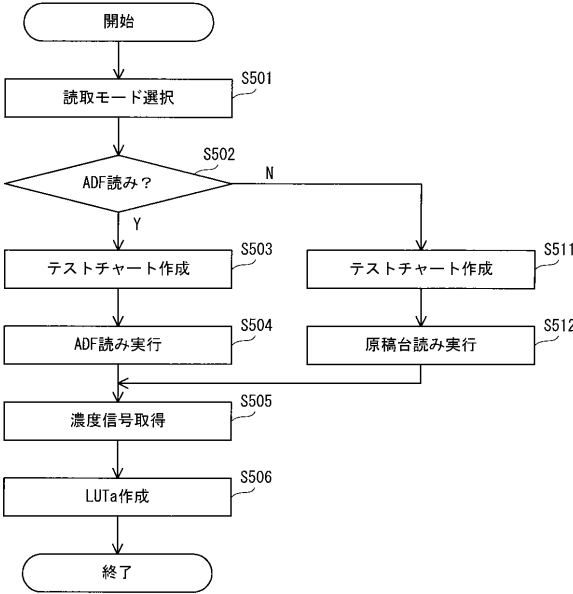 開始
S501
読取モード選択
S502
ADF読み？
N
Y
S503
テストチャート作成
S511
テストチャート作成
S504
ADF読み実行
S512
原稿台読み実行
S505
濃度信号取得
S506
LUTa作成
終了